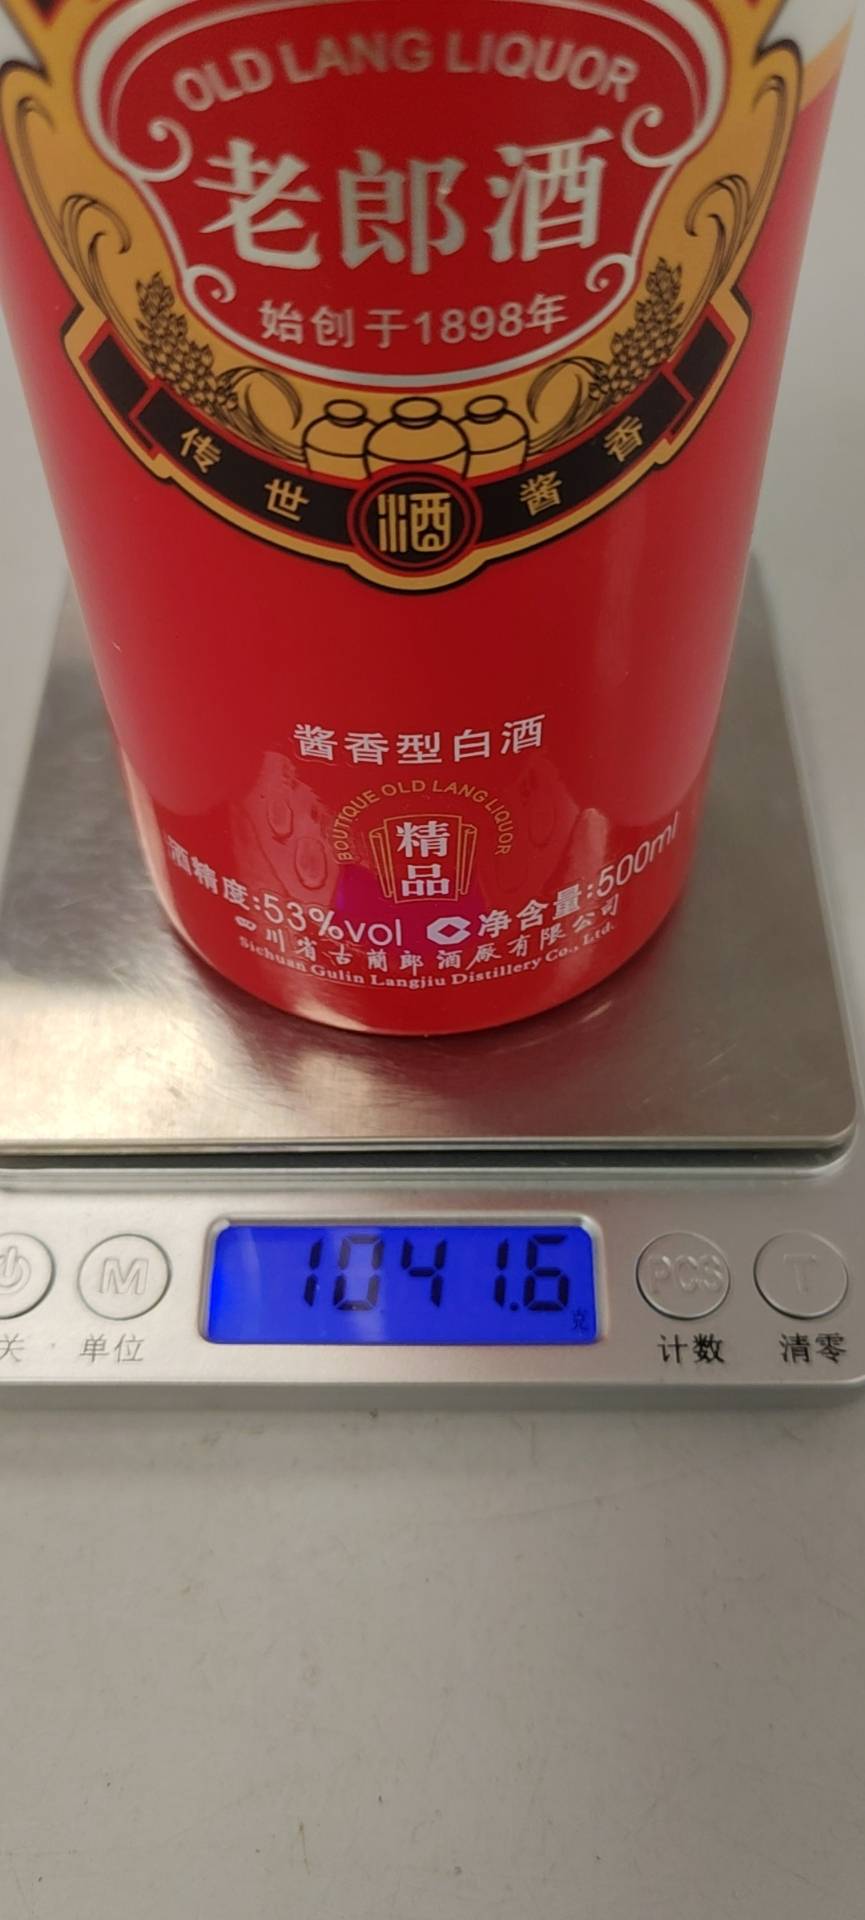 OLD LANG LIQUOR
老郎酒
始创于1898年
传世酒酱香
酱香型白酒
BOUTIQUE OLD LANG LIQUOR
精品
酒精度:53%vol 净含量:500ml
四川省古蔺郎酒厰有限公司
Sichuan Gulin Langjiu Distillery Co., Ltd.
1041.6 克
M PCS T
关 单位 计数 清零